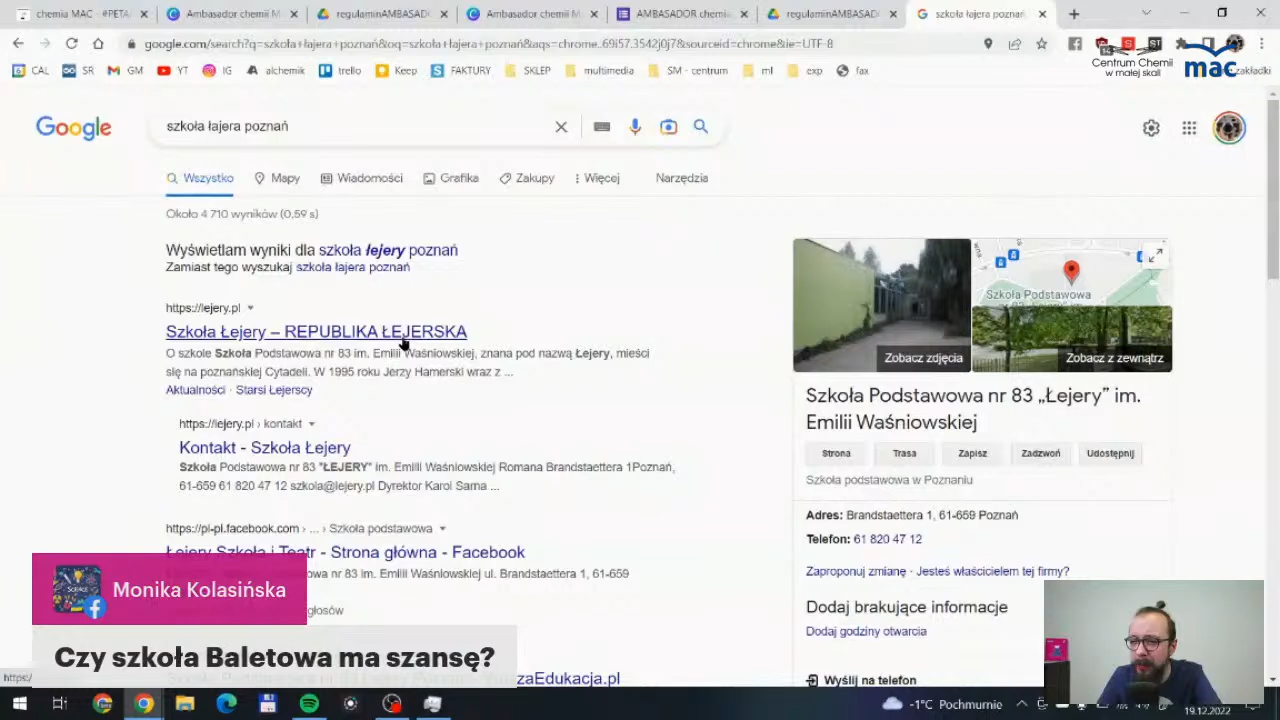 chemii mac - #PETA
Ambasador chemii M
regulaminAMBASAD
Ambasador chemii M
AMBASADOR chemia
regulaminAMBASAD
szkoła łajera poznań
google.com/search?q=szkoła+łajera+poznań&oq=szkoła+łajera+poznań&aqs=chrome..69i57.3542j0j7&sourceid=chrome&ie=UTF-8
CAL
SR
GM
YT
IG
alchemik
trello
Keep
FAKTURY
SKLEP
multimedia
SM - centrum
ml
exp
fax
zakładki
Centrum Chemii
w małej skali
mac
Google
szkoła łajera poznań
Wszystko
Mapy
Wiadomości
Grafika
Zakupy
Więcej
Narzędzia
Około 4 710 wyników (0,59 s)
Wyświetlam wyniki dla szkoła łejery poznań
Zamiast tego wyszukaj szkoła łajera poznań
https://lejery.pl
Szkoła Łejery – REPUBLIKA ŁEJERSKA
O szkole Szkoła Podstawowa nr 83 im. Emilii Waśniowskiej, znana pod nazwą Łejery, mieści
się na poznańskiej Cytadeli. W 1995 roku Jerzy Hamerski wraz z ...
Aktualności · Starsi Łejerscy
https://lejery.pl › kontakt
Kontakt - Szkoła Łejery
Szkoła Podstawowa nr 83 "ŁEJERY" im. Emilii Waśniowskiej Romana Brandstaettera 1Poznań,
61-659 61 820 47 12 szkola@lejery.pl Dyrektor Karol Sarna ...
https://pl-pl.facebook.com › ... › Szkoła podstawowa
Łejery Szkoła i Teatr - Strona główna - Facebook
nr 83 im. Emilii Waśniowskiej ul. Brandstaettera 1, 61-659
głosów
Zobacz zdjęcia
Szkoła Podstawowa
Zobacz z zewnątrz
Szkoła Podstawowa nr 83 „Łejery” im.
Emilii Waśniowskiej
Strona
Trasa
Zapisz
Zadzwoń
Udostępnij
Szkoła podstawowa w Poznaniu
Adres: Brandstaettera 1, 61-659 Poznań
Telefon: 61 820 47 12
Zaproponuj zmianę · Jesteś właścicielem tej firmy?
Dodaj brakujące informacje
Dodaj godziny otwarcia
Wyślij na telefon
Monika Kolasińska
Czy szkoła Baletowa ma szansę?
https:/
-1°C Pochmurnie
19.12.2022